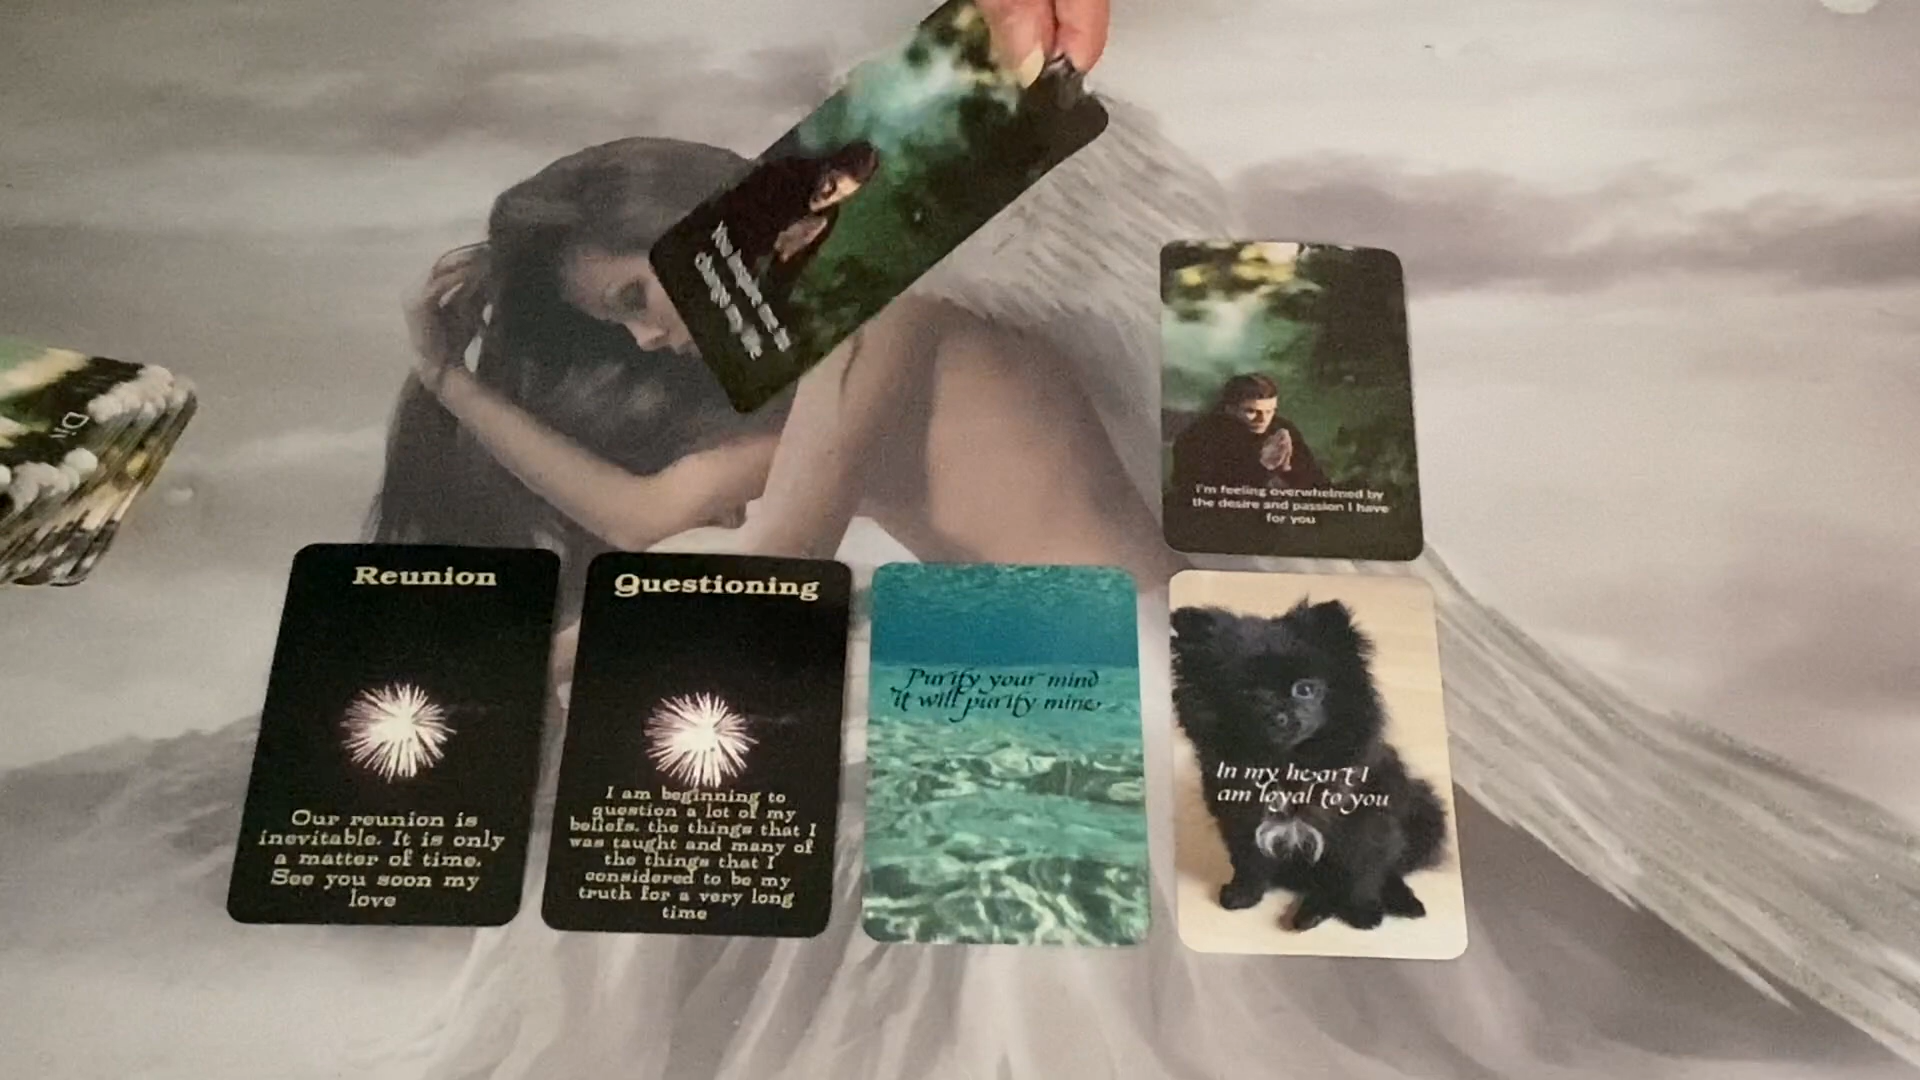 I'm feeling overwhelmed by
the desire and passion I have
for you
Reunion
Our reunion is
inevitable. It is only
a matter of time.
See you soon my
love
Questioning
I am beginning to
question a lot of my
beliefs. the things that I
was taught and many of
the things that I
considered to be my
truth for a very long
time
Purify your mind
it will purify mine
In my heart I
am loyal to you